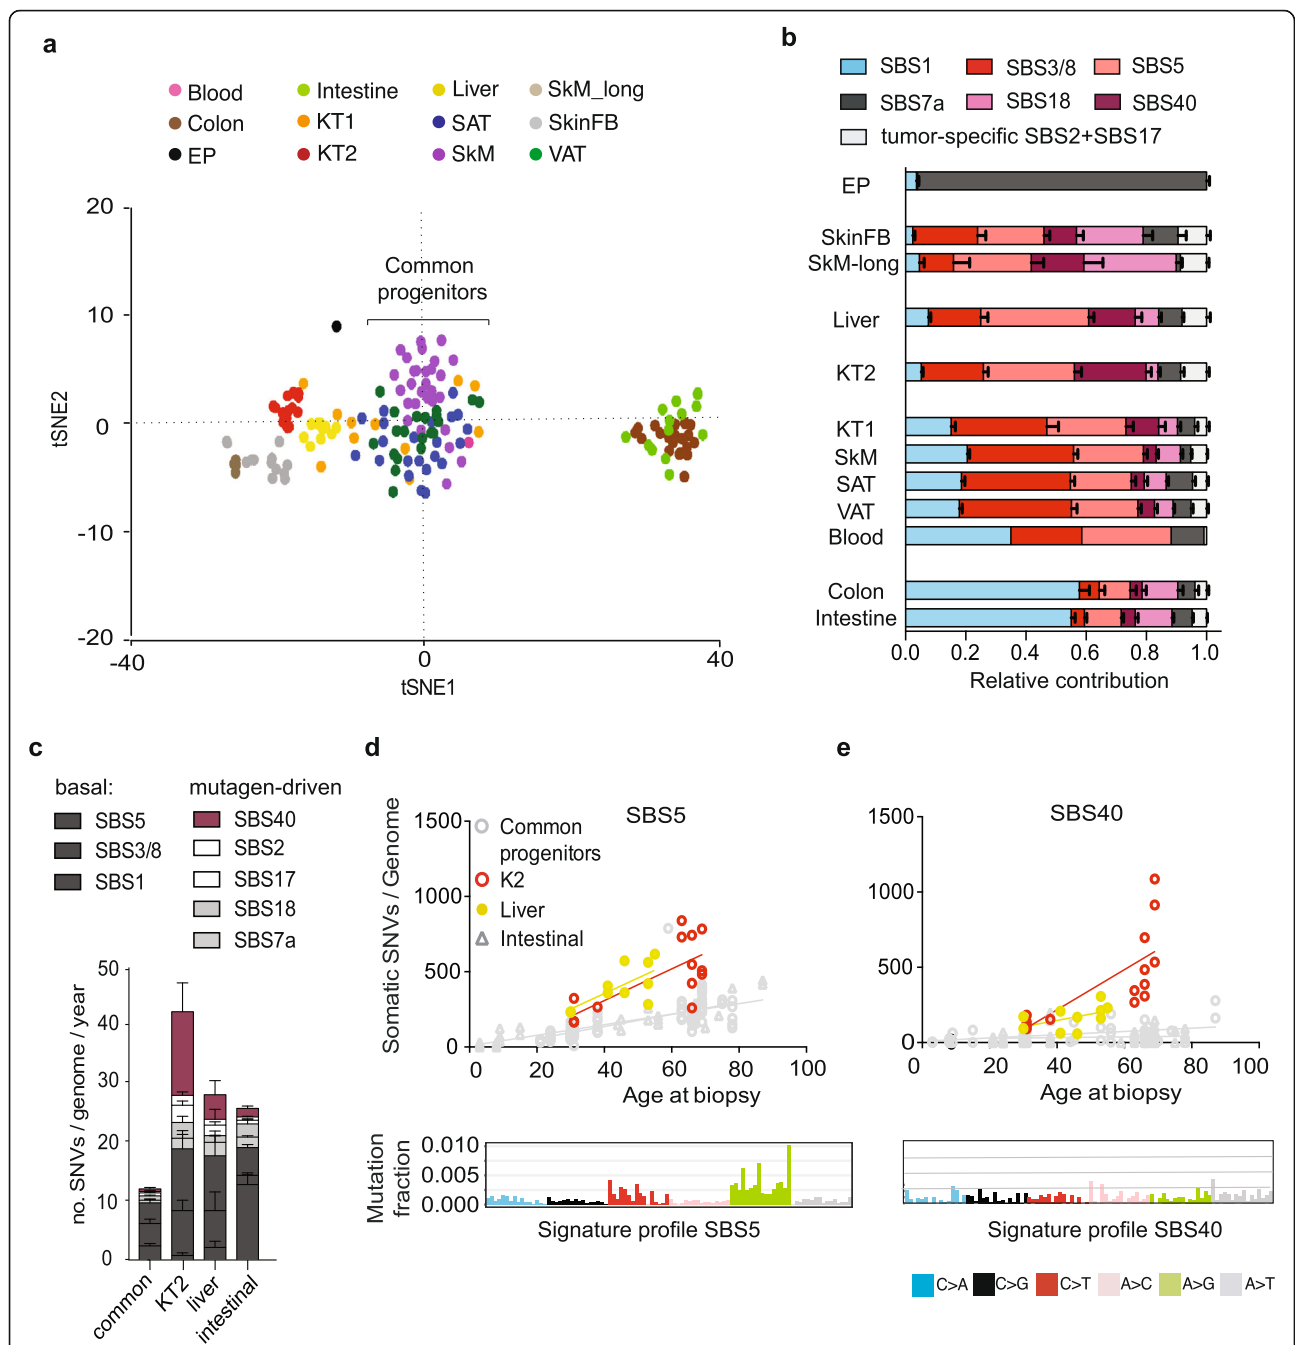 a
Blood
Intestine
Liver
SkM_long
Colon
KT1
SAT
SkinFB
EP
KT2
SkM
VAT
20
10
0
-10
-20
-40
0
40
tSNE2
tSNE1
Common
progenitors
b
SBS1
SBS3/8
SBS5
SBS7a
SBS18
SBS40
tumor-specific SBS2+SBS17
EP
SkinFB
SkM-long
Liver
KT2
KT1
SkM
SAT
VAT
Blood
Colon
Intestine
0.0 0.2 0.4 0.6 0.8 1.0
Relative contribution
c
basal:
mutagen-driven
SBS5
SBS3/8
SBS1
SBS40
SBS2
SBS17
SBS18
SBS7a
no. SNVs / genome / year
50
40
30
20
10
0
common
KT2
liver
intestinal
d
SBS5
Somatic SNVs / Genome
1500
1000
500
0
Common
progenitors
K2
Liver
Intestinal
0 20 40 60 80 100
Age at biopsy
Mutation
fraction
0.010
0.005
0.000
Signature profile SBS5
e
SBS40
1500
1000
500
0
0 20 40 60 80 100
Age at biopsy
Signature profile SBS40
C>A C>G C>T A>C A>G A>T